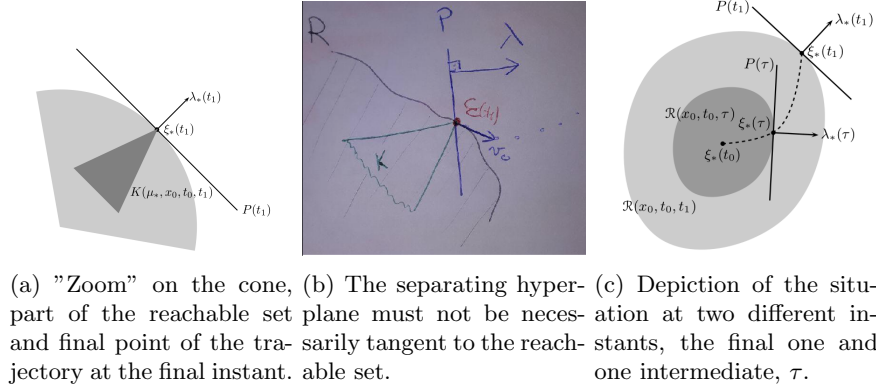 λ∗(t₁)
ξ∗(t₁)
K(μ∗, x₀, t₀, t₁)
P(t₁)
R
P
λ
ξ(t₁)
K
v₀
P(t₁)
λ∗(t₁)
ξ∗(t₁)
P(τ)
ℛ(x₀, t₀, τ)
ξ∗(τ)
λ∗(τ)
ξ∗(t₀)
ℛ(x₀, t₀, t₁)
(a) ”Zoom” on the cone,
part of the reachable set
and final point of the tra-
jectory at the final instant.
(b) The separating hyper-
plane must not be neces-
sarily tangent to the reach-
able set.
(c) Depiction of the situ-
ation at two different in-
stants, the final one and
one intermediate, τ.